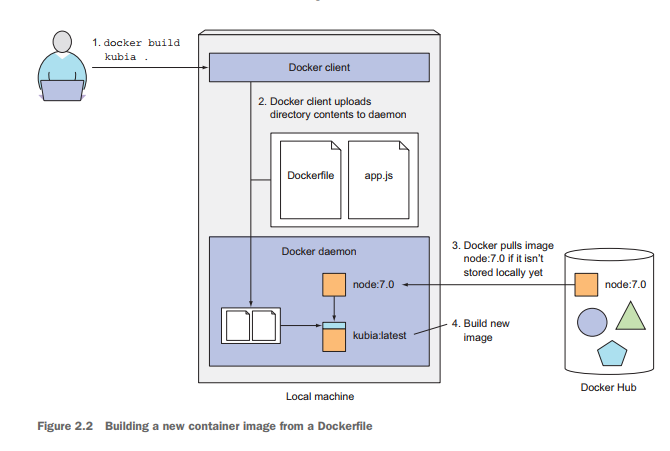 1. docker build
kubia .
Docker client
2. Docker client uploads
directory contents to daemon
Dockerfile
app.js
Docker daemon
3. Docker pulls image
node:7.0 if it isn't
stored locally yet
node:7.0
node:7.0
kubia:latest
4. Build new
image
Docker Hub
Local machine
Figure 2.2 Building a new container image from a Dockerfile